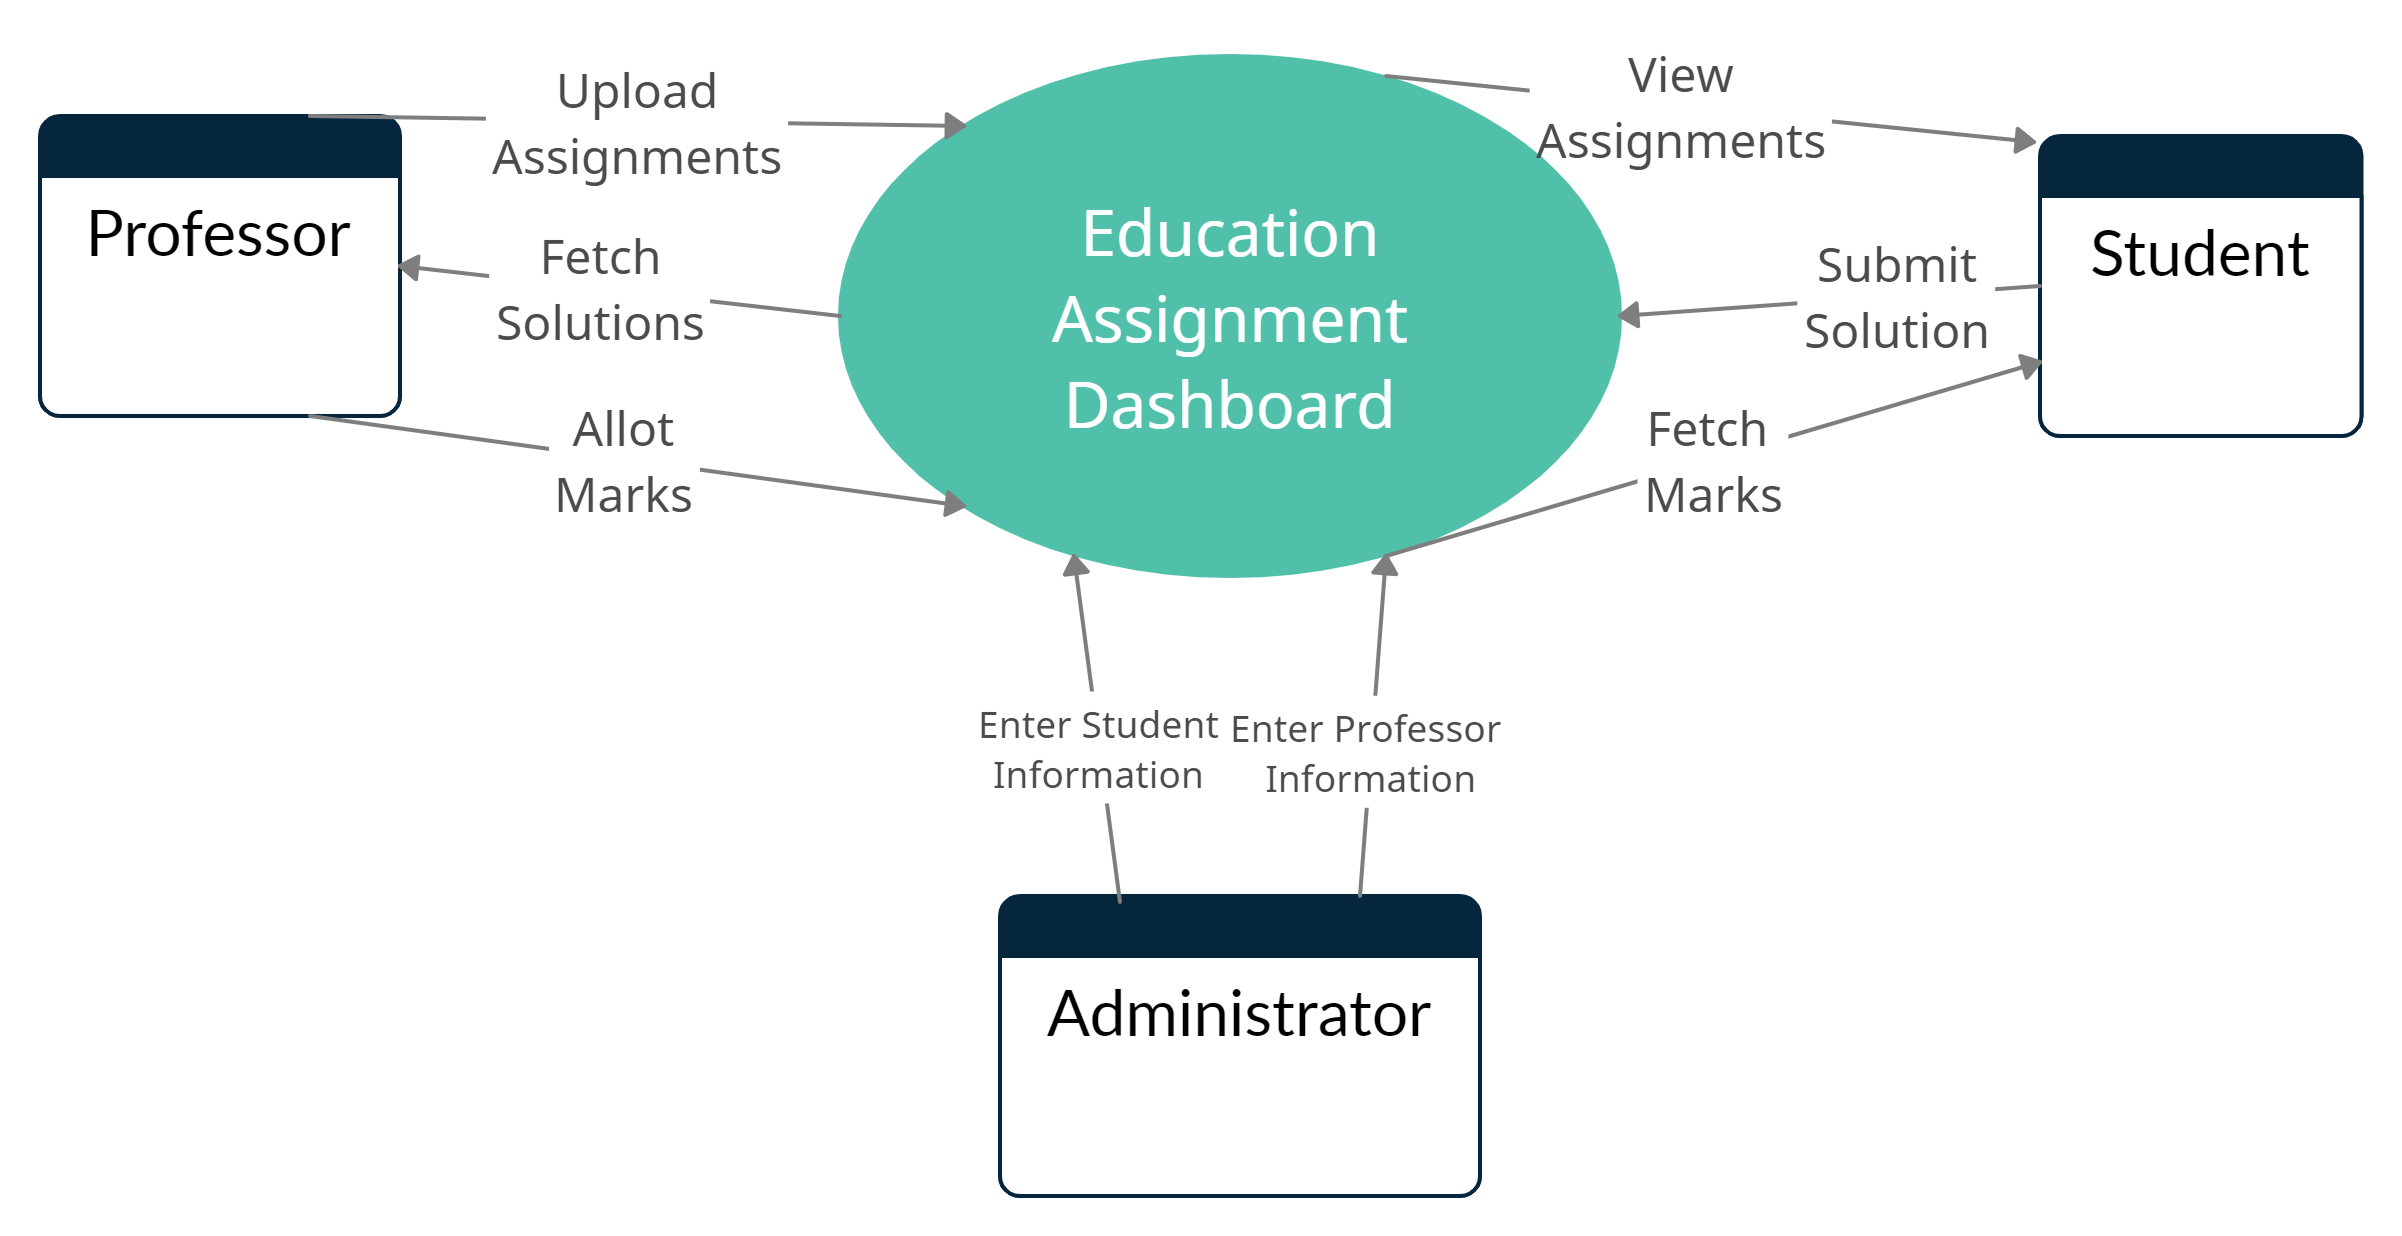 Upload
Assignments
View
Assignments
Professor
Fetch
Solutions
Education
Assignment
Dashboard
Submit
Solution
Student
Allot
Marks
Fetch
Marks
Enter Student
Information
Enter Professor
Information
Administrator